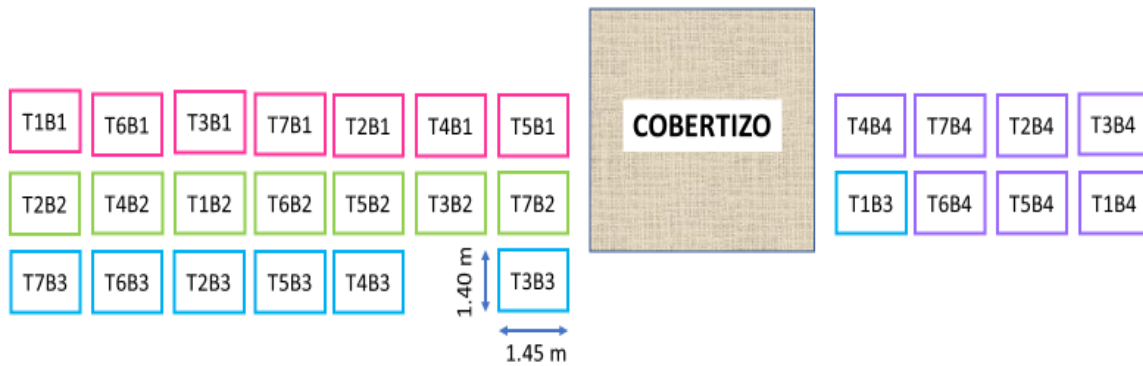 T1B1 T6B1 T3B1 T7B1 T2B1 T4B1 T5B1 COBERTIZO T4B4 T7B4 T2B4 T3B4
T2B2 T4B2 T1B2 T6B2 T5B2 T3B2 T7B2 T1B3 T6B4 T5B4 T1B4
T7B3 T6B3 T2B3 T5B3 T4B3 1.40 m T3B3
1.45 m